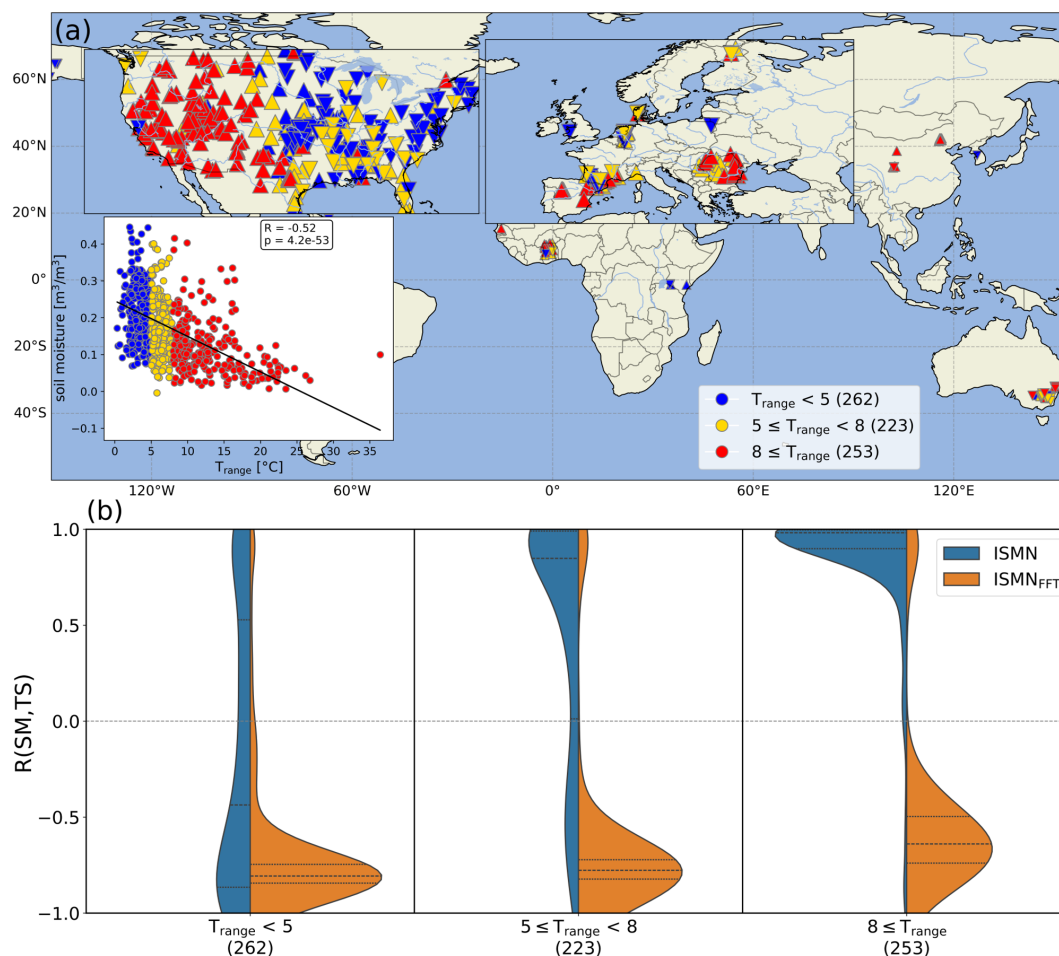 (a)
60°N
40°N
20°N
0°
20°S
40°S
120°W
60°W
0°
60°E
120°E
R = -0.52
p = 4.2e-53
soil moisture [m³/m³]
0.4
0.3
0.2
0.1
0.0
−0.1
0
5
10
15
20
25
30
35
T_range [°C]
T_range < 5 (262)
5 ≤ T_range < 8 (223)
8 ≤ T_range (253)
(b)
R(SM,TS)
1.0
0.5
0.0
−0.5
−1.0
ISMN
ISMN_FFT
T_range < 5
(262)
5 ≤ T_range < 8
(223)
8 ≤ T_range
(253)